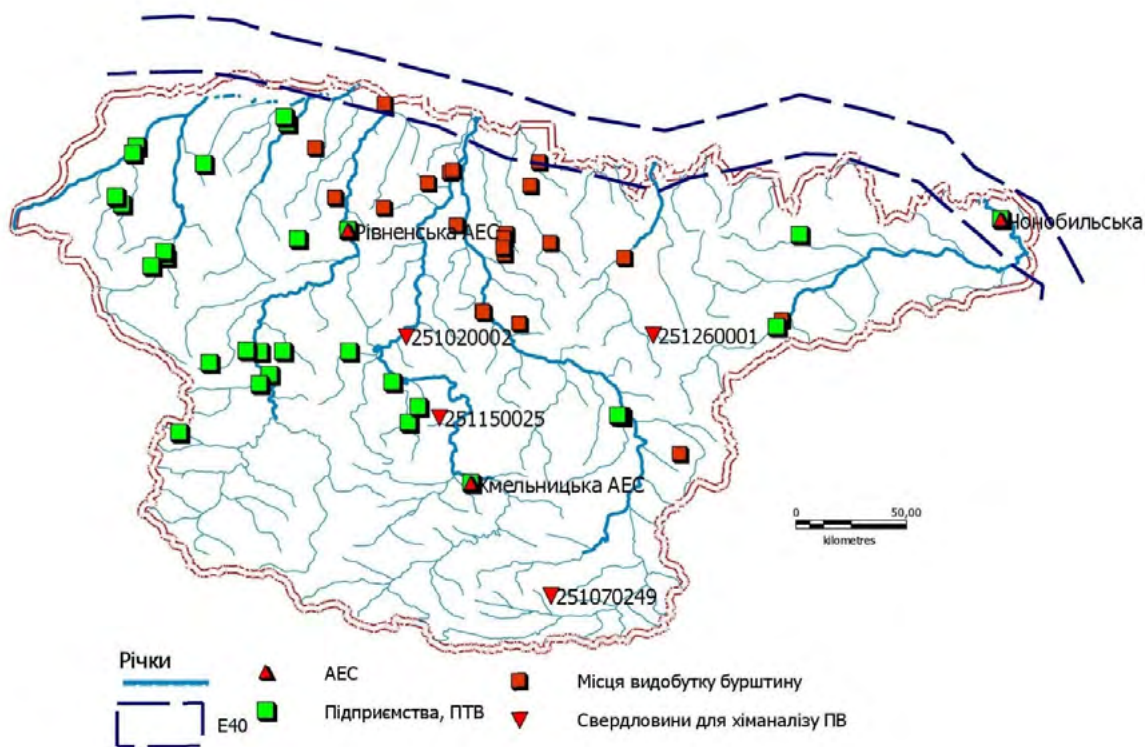 Рівненська АЕС
Нонобильська
251020002
251260001
251150025
Хмельницька АЕС
0 50,00
kilometres
251070249
Річки
АЕС
Місця видобутку бурштину
E40
Підприємства, ПТВ
Свердловини для хіманалізу ПВ